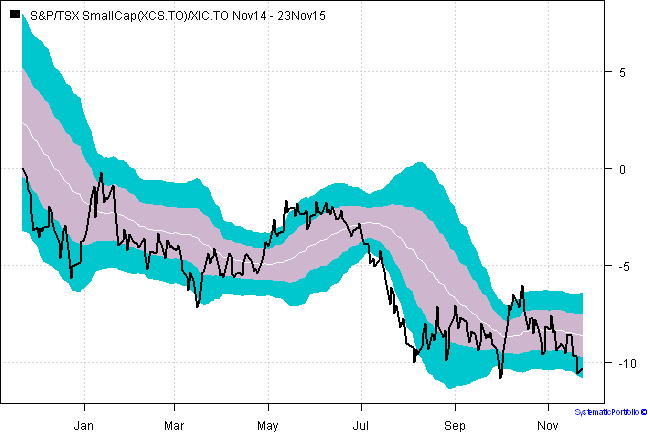 S&P/TSX SmallCap(XCS.TO)/XIC.TO Nov14 - 23Nov15
5
0
-5
-10
Jan Mar May Jul Sep Nov
SystematicPortfolio ©